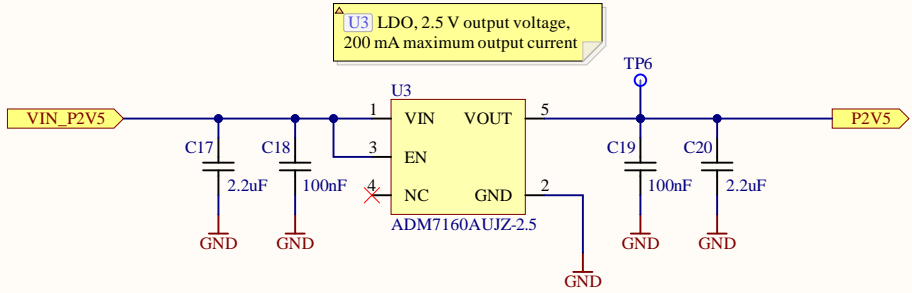 U3 LDO, 2.5 V output voltage,
200 mA maximum output current
TP6
U3
VIN_P2V5
1
VIN
VOUT
5
P2V5
C17
2.2uF
C18
100nF
3
EN
C19
100nF
C20
2.2uF
4
NC
GND
2
ADM7160AUJZ-2.5
GND
GND
GND
GND
GND